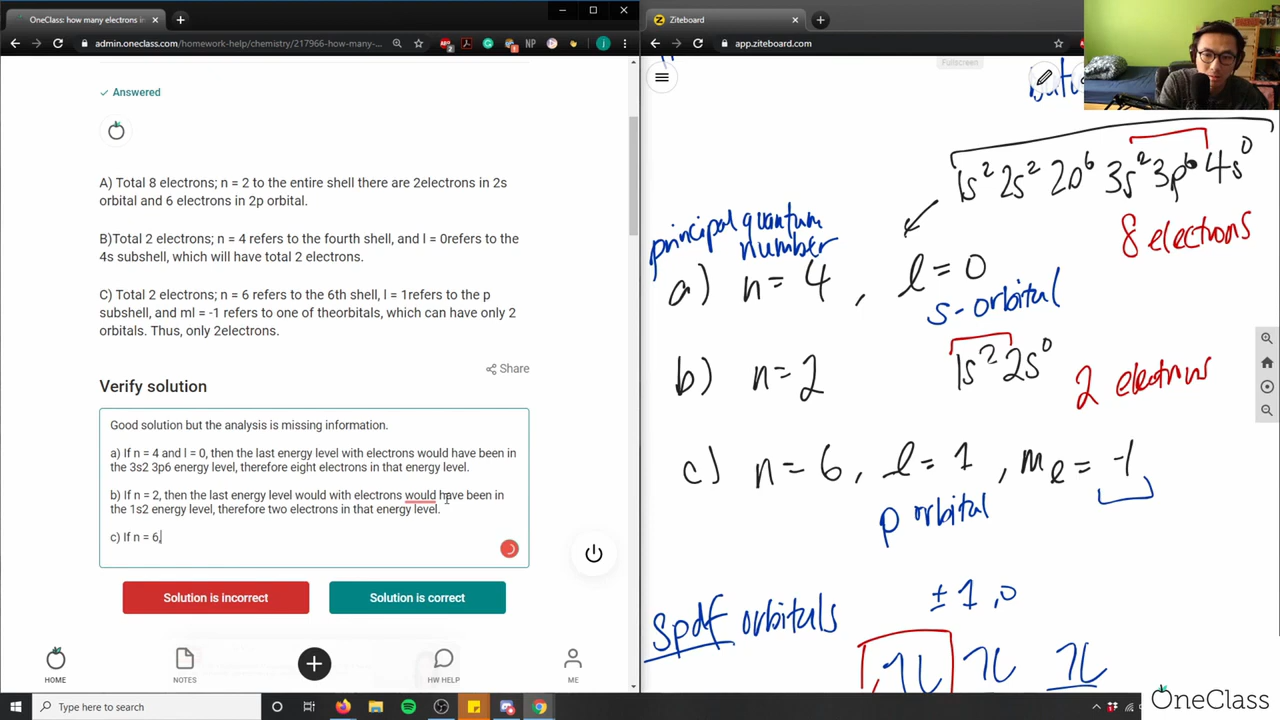 OneClass: how many electrons in
Ziteboard
admin.oneclass.com/homework-help/chemistry/217966-how-many-...
app.ziteboard.com
Fullscreen
Answered
A) Total 8 electrons; n = 2 to the entire shell there are 2electrons in 2s
orbital and 6 electrons in 2p orbital.
B)Total 2 electrons; n = 4 refers to the fourth shell, and l = 0refers to the
4s subshell, which will have total 2 electrons.
C) Total 2 electrons; n = 6 refers to the 6th shell, l = 1refers to the p
subshell, and ml = -1 refers to one of theorbitals, which can have only 2
orbitals. Thus, only 2electrons.
Share
Verify solution
Good solution but the analysis is missing information.
a) If n = 4 and l = 0, then the last energy level with electrons would have been in
the 3s2 3p6 energy level, therefore eight electrons in that energy level.
b) If n = 2, then the last energy level would with electrons would have been in
the 1s2 energy level, therefore two electrons in that energy level.
c) If n = 6,
Solution is incorrect
Solution is correct
HOME
NOTES
HW HELP
ME
Type here to search
1s² 2s² 2p⁶ 3s² 3p⁶ 4s⁰
8 electrons
principal quantum
number
a) n = 4 , l = 0
s-orbital
b) n = 2
1s² 2s⁰
2 electrons
c) n = 6, l = 1 , mₗ = -1
p orbital
± 1 , 0
spdf orbitals
OneClass